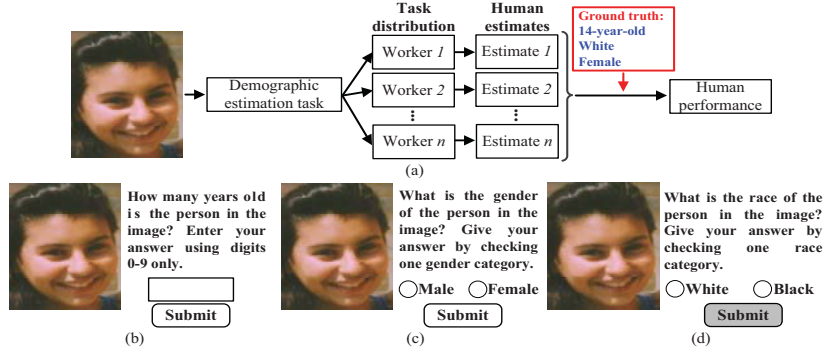 Task distribution
Human estimates
Ground truth:
14-year-old
White
Female
Demographic estimation task
Worker 1
Estimate 1
Worker 2
Estimate 2
Worker n
Estimate n
Human performance
(a)
How many years old
is the person in the
image? Enter your
answer using digits
0-9 only.
Submit
(b)
What is the gender
of the person in the
image? Give your
answer by checking
one gender category.
Male Female
Submit
(c)
What is the race of the
person in the image?
Give your answer by
checking one race
category.
White Black
Submit
(d)